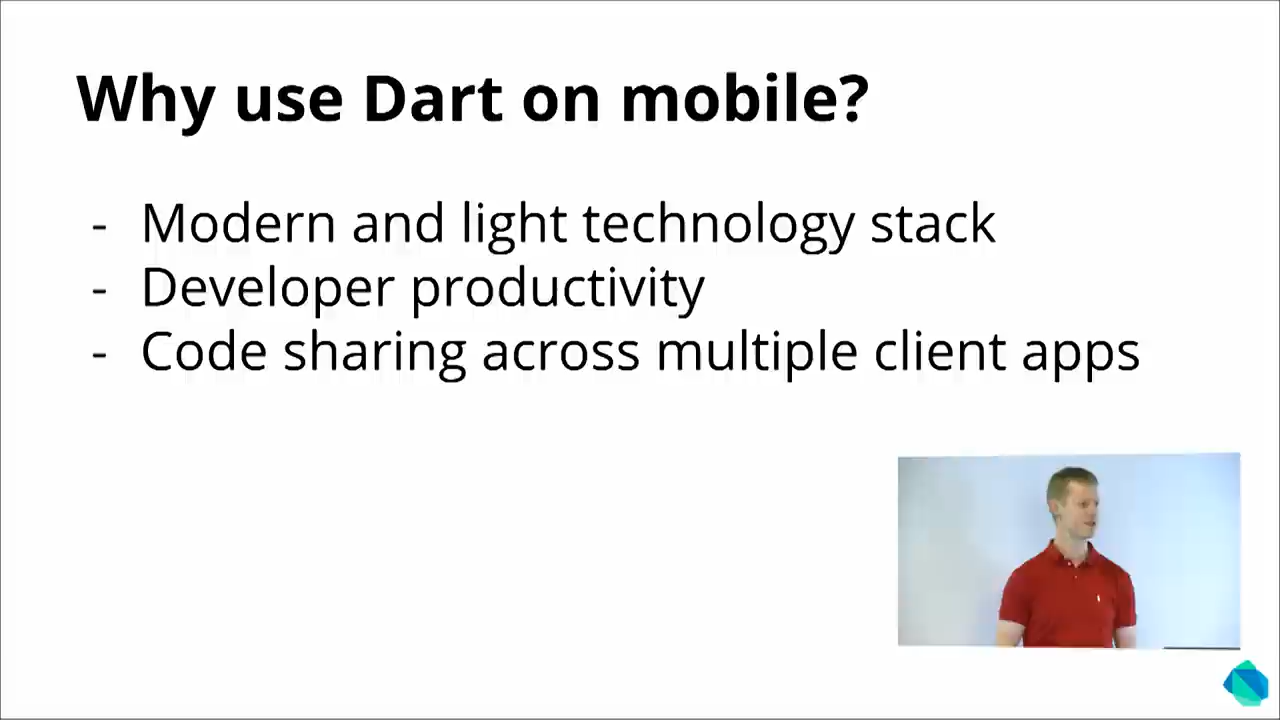 Why use Dart on mobile?
- Modern and light technology stack
- Developer productivity
- Code sharing across multiple client apps